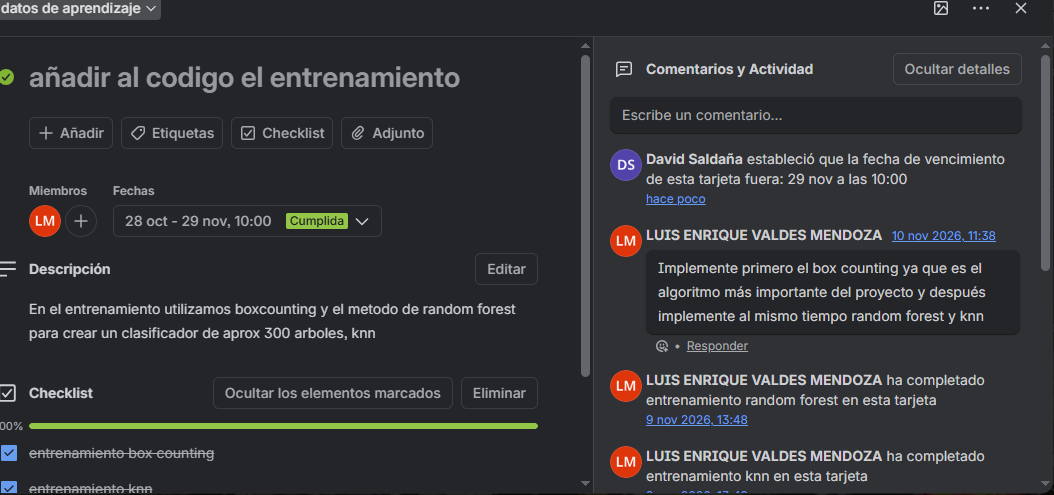 datos de aprendizaje
añadir al codigo el entrenamiento
Añadir
Etiquetas
Checklist
Adjunto
Miembros
Fechas
LM
28 oct - 29 nov, 10:00 Cumplida
Descripción
Editar
En el entrenamiento utilizamos boxcounting y el metodo de random forest
para crear un clasificador de aprox 300 arboles, knn
Checklist
Ocultar los elementos marcados
Eliminar
00%
entrenamiento box counting
entrenamiento knn
Comentarios y Actividad
Ocultar detalles
Escribe un comentario...
DS
David Saldaña estableció que la fecha de vencimiento
de esta tarjeta fuera: 29 nov a las 10:00
hace poco
LM
LUIS ENRIQUE VALDES MENDOZA 10 nov 2026, 11:38
Implemente primero el box counting ya que es el
algoritmo más importante del proyecto y después
implemente al mismo tiempo random forest y knn
• Responder
LM
LUIS ENRIQUE VALDES MENDOZA ha completado
entrenamiento random forest en esta tarjeta
9 nov 2026, 13:48
LM
LUIS ENRIQUE VALDES MENDOZA ha completado
entrenamiento knn en esta tarjeta